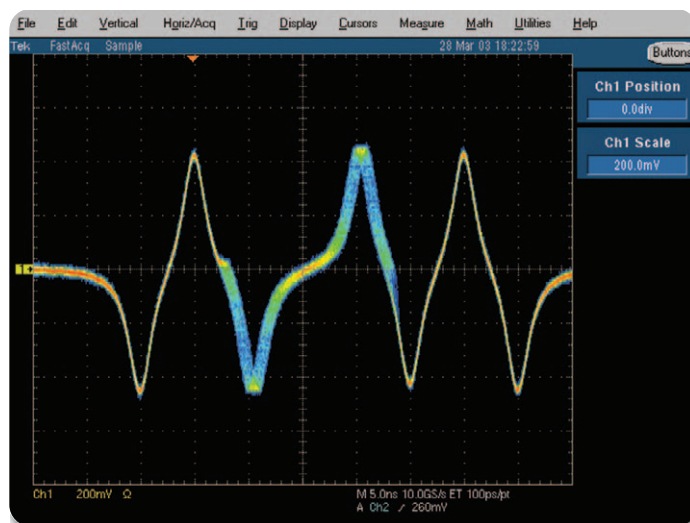 File Edit Vertical Horiz/Acq Trig Display Cursors Measure Math Utilities Help
Tek FastAcq Sample 28 Mar 03 18:22:59 Buttons
Ch1 Position
0.0div
Ch1 Scale
200.0mV
1
Ch1 200mV Ω M 5.0ns 10.0GS/s ET 100ps/pt
A Ch2 ╱ 260mV